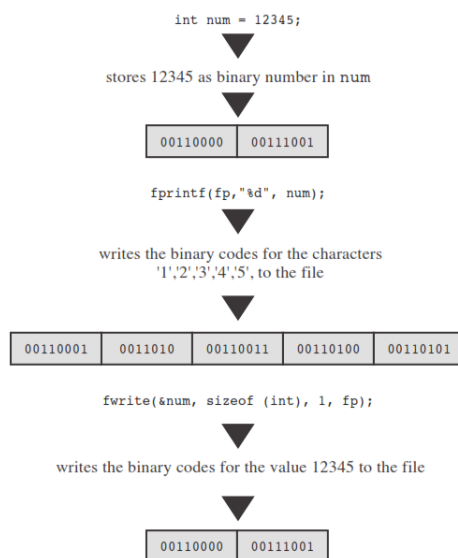 int num = 12345;
stores 12345 as binary number in num
00110000 00111001
fprintf(fp,"%d", num);
writes the binary codes for the characters
'1','2','3','4','5', to the file
00110001 0011010 00110011 00110100 00110101
fwrite(&num, sizeof (int), 1, fp);
writes the binary codes for the value 12345 to the file
00110000 00111001